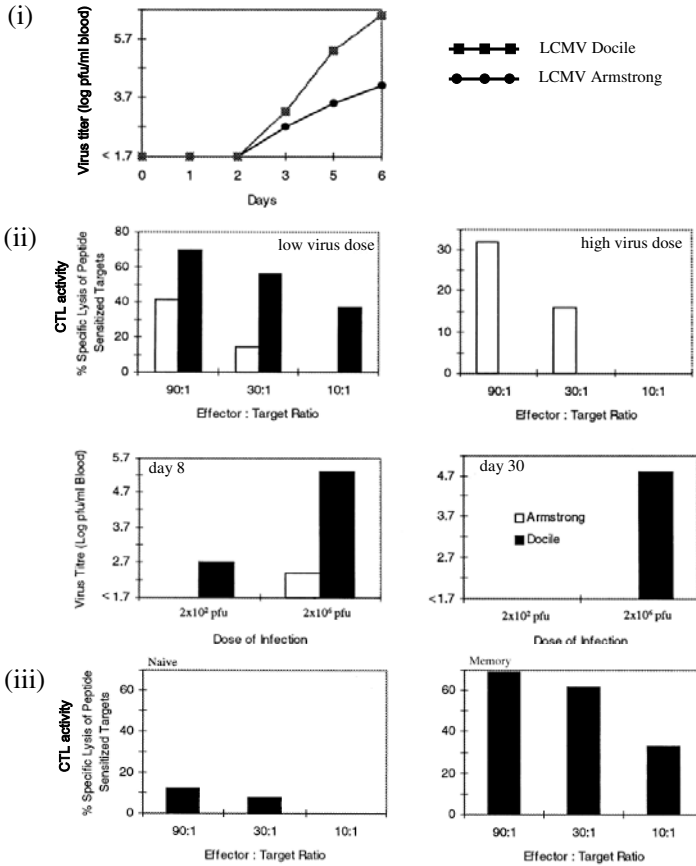 (i)
Virus titer (log pfu/ml blood)
5.7
3.7
< 1.7
0 1 2 3 5 6
Days
LCMV Docile
LCMV Armstrong
(ii)
CTL activity
% Specific Lysis of Peptide
Sensitized Targets
80
60
40
20
0
low virus dose
90:1 30:1 10:1
Effector : Target Ratio
30
20
10
0
high virus dose
90:1 30:1 10:1
Effector : Target Ratio
Virus Titre (Log pfu/ml Blood)
5.7
4.7
3.7
2.7
<1.7
day 8
2x10² pfu 2x10⁶ pfu
Dose of Infection
4.7
3.7
2.7
<1.7
day 30
Armstrong
Docile
2x10² pfu 2x10⁶ pfu
Dose of Infection
(iii)
CTL activity
% Specific Lysis of Peptide
Sensitized Targets
Naive
60
40
20
0
90:1 30:1 10:1
Effector : Target Ratio
Memory
60
40
20
0
90:1 30:1 10:1
Effector : Target Ratio